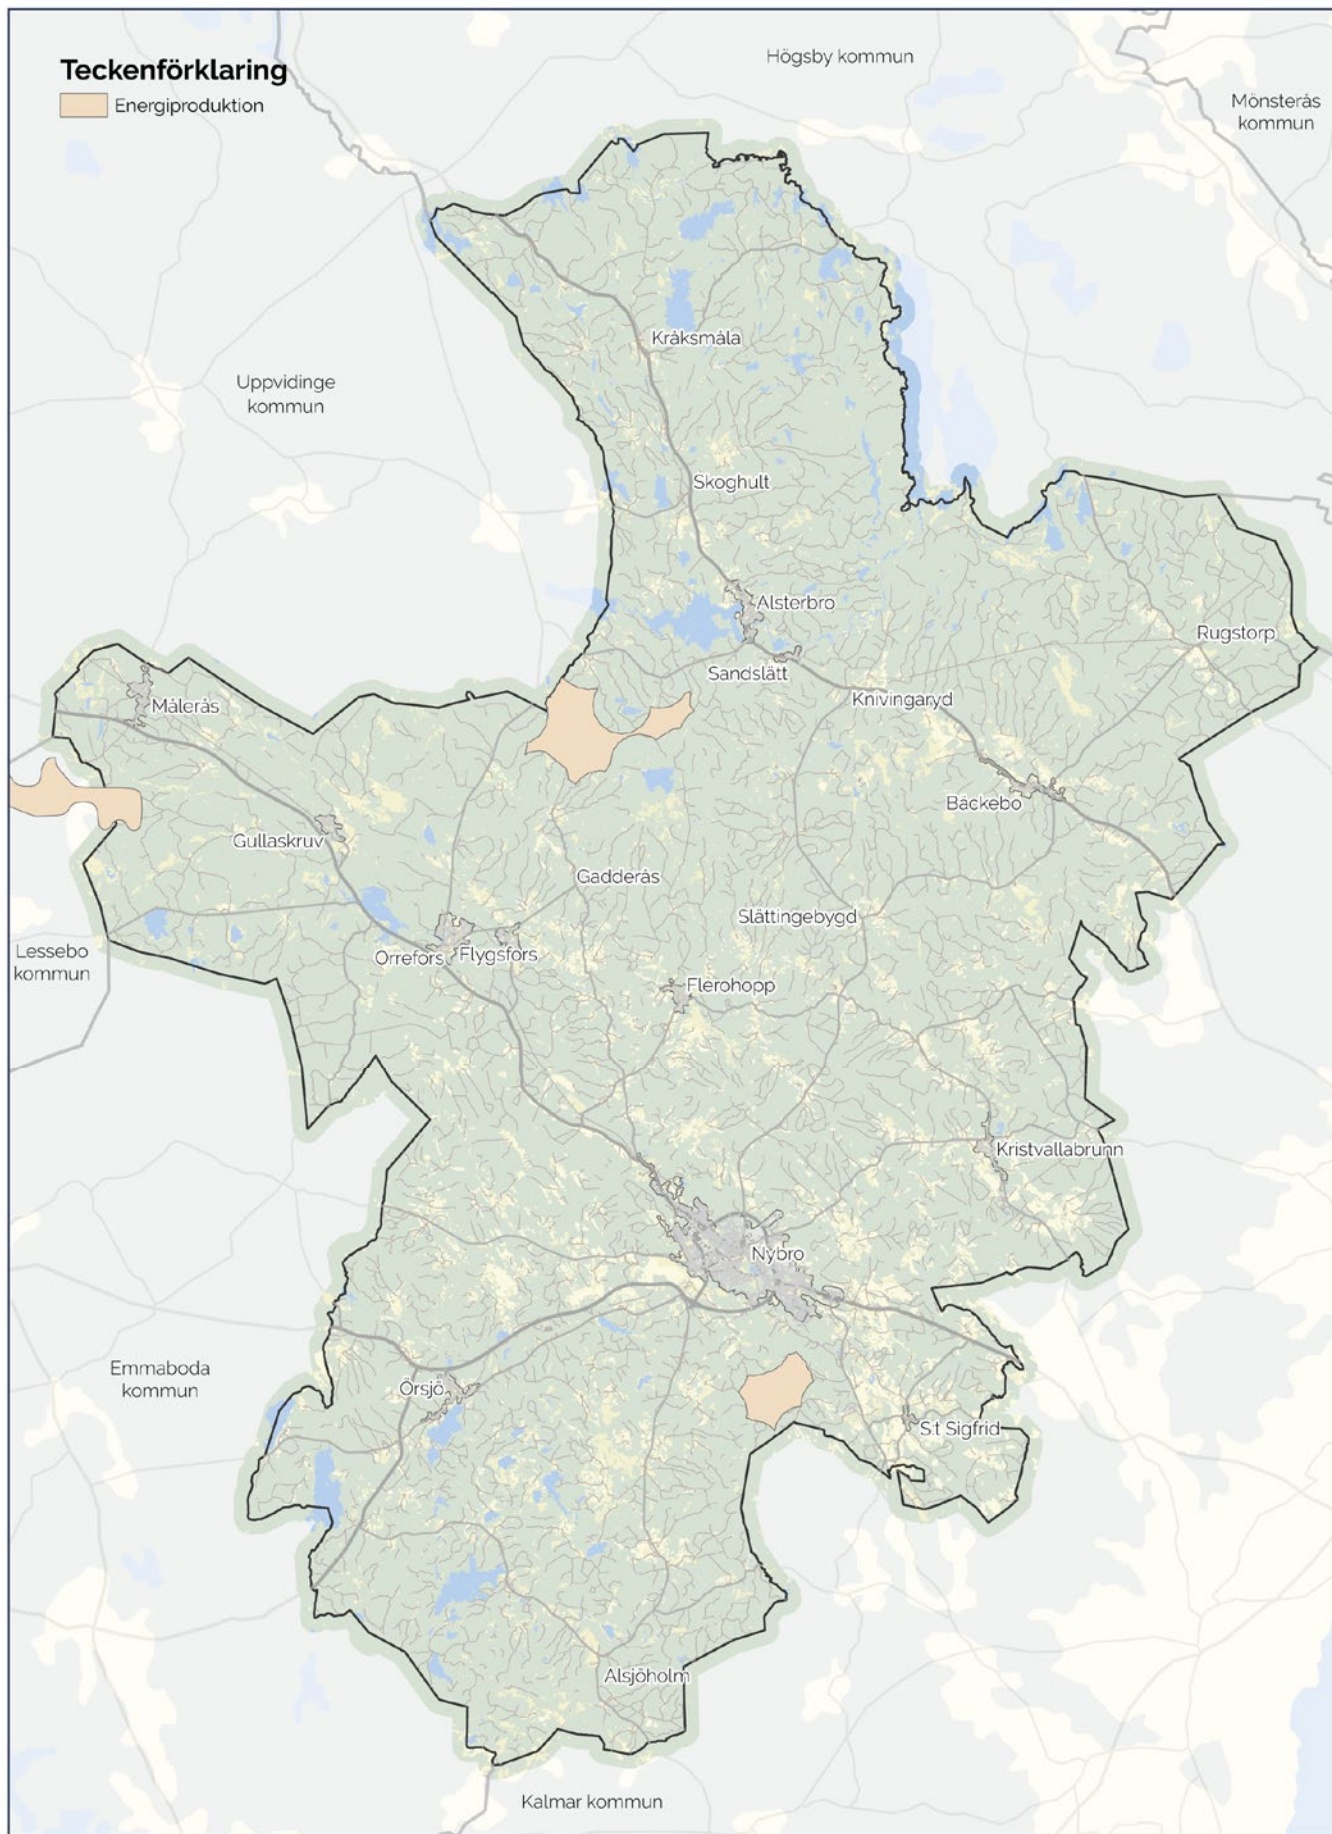 Teckenförklaring
Energiproduktion
Högsby kommun
Mönsterås
kommun
Uppvidinge
kommun
Kråksmåla
Skoghult
Alsterbro
Rugstorp
Sandslätt
Knivingaryd
Målerås
Bäckebo
Gullaskruv
Gadderås
Slättingebygd
Lessebo
kommun
Orrefors
Flygsfors
Flerohopp
Kristvallabrunn
Nybro
Emmaboda
kommun
Örsjö
S:t Sigfrid
Alsjöholm
Kalmar kommun